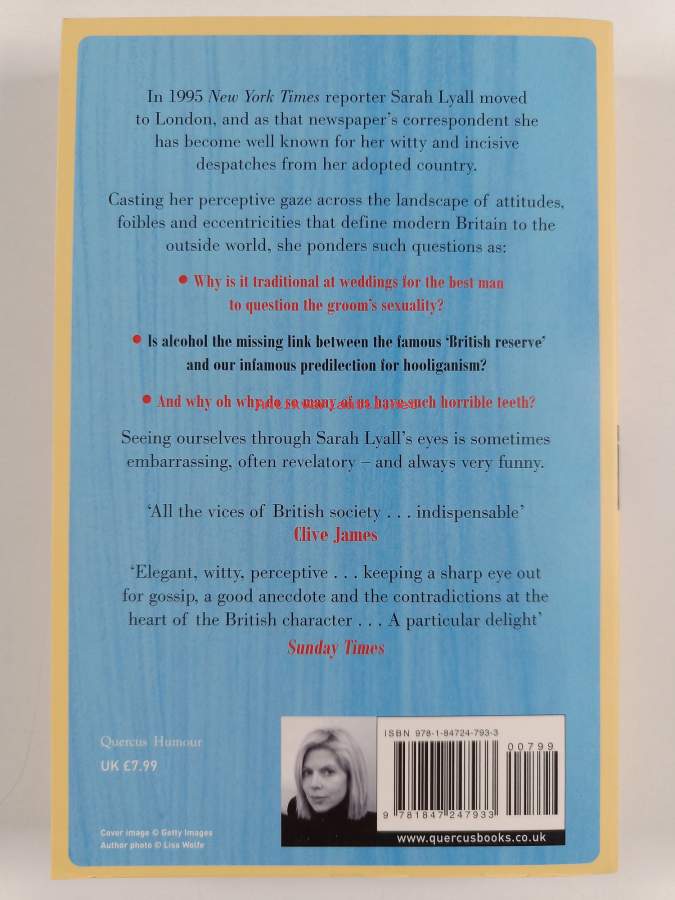 In 1995 New York Times reporter Sarah Lyall moved
to London, and as that newspaper's correspondent she
has become well known for her witty and incisive
despatches from her adopted country.
Casting her perceptive gaze across the landscape of attitudes,
foibles and eccentricities that define modern Britain to the
outside world, she ponders such questions as:
• Why is it traditional at weddings for the best man
to question the groom's sexuality?
• Is alcohol the missing link between the famous 'British reserve'
and our infamous predilection for hooliganism?
• And why oh why do so many of us have such horrible teeth?
Seeing ourselves through Sarah Lyall's eyes is sometimes
embarrassing, often revelatory – and always very funny.
'All the vices of British society . . . indispensable'
Clive James
'Elegant, witty, perceptive . . . keeping a sharp eye out
for gossip, a good anecdote and the contradictions at the
heart of the British character . . . A particular delight'
Sunday Times
Quercus Humour
UK £7.99
Cover image © Getty Images
Author photo © Lisa Wolfe
ISBN 978-1-84724-793-3
00799
9 781847 247933
www.quercusbooks.co.uk